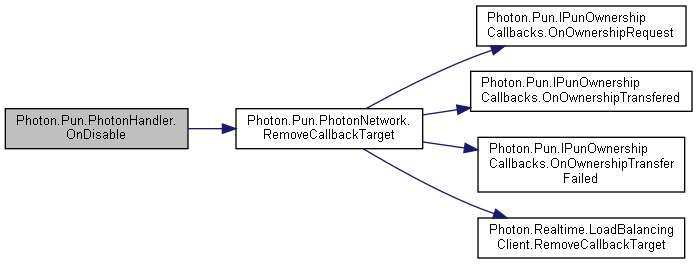 Photon.Pun.PhotonHandler.
OnDisable
Photon.Pun.PhotonNetwork.
RemoveCallbackTarget
Photon.Pun.IPunOwnership
Callbacks.OnOwnershipRequest
Photon.Pun.IPunOwnership
Callbacks.OnOwnershipTransfered
Photon.Pun.IPunOwnership
Callbacks.OnOwnershipTransfer
Failed
Photon.Realtime.LoadBalancing
Client.RemoveCallbackTarget